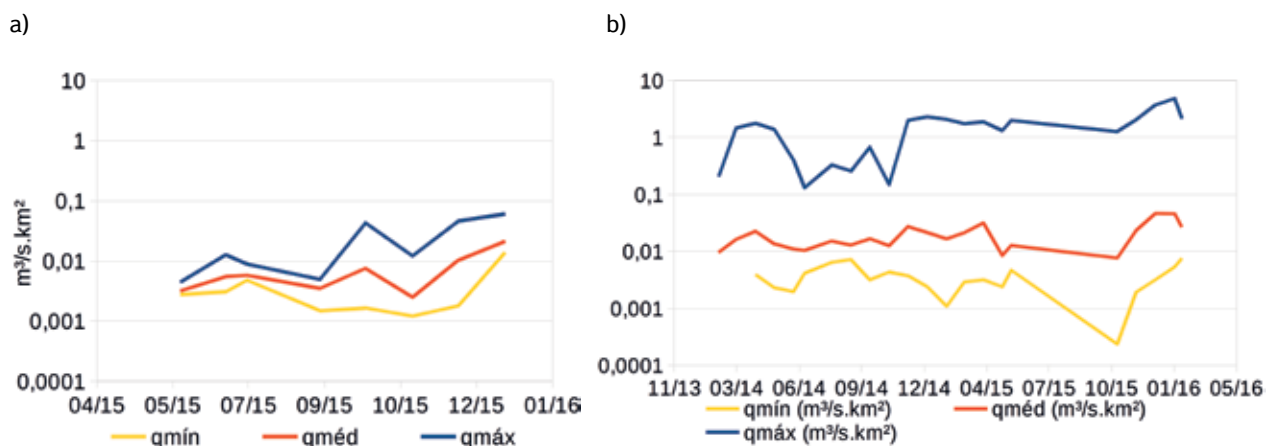 a)
10
1
0,1
0,01
0,001
0,0001
m³/s.km²
04/15 05/15 07/15 09/15 10/15 12/15 01/16
qmín qméd qmáx
b)
10
1
0,1
0,01
0,001
0,0001
11/13 03/14 06/14 09/14 12/14 04/15 07/15 10/15 01/16 05/16
qmín (m³/s.km²) qméd (m³/s.km²)
qmáx (m³/s.km²)